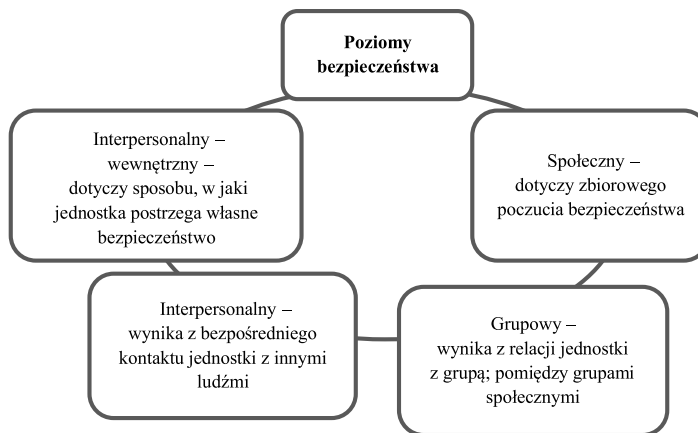 Poziomy
bezpieczeństwa
Interpersonalny –
wewnętrzny –
dotyczy sposobu, w jaki
jednostka postrzega własne
bezpieczeństwo
Społeczny –
dotyczy zbiorowego
poczucia bezpieczeństwa
Interpersonalny –
wynika z bezpośredniego
kontaktu jednostki z innymi
ludźmi
Grupowy –
wynika z relacji jednostki
z grupą; pomiędzy grupami
społecznymi